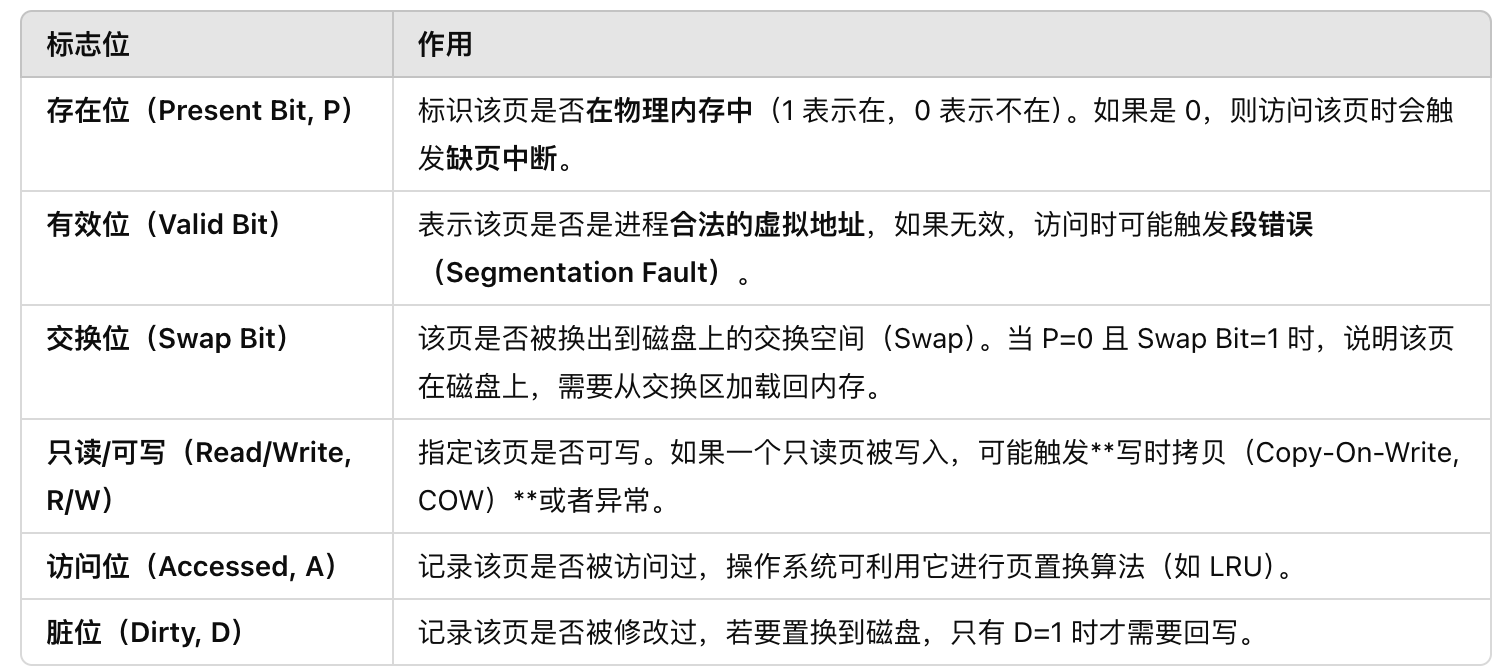 标志位
作用
存在位（Present Bit, P）
标识该页是否在物理内存中（1 表示在，0 表示不在）。如果是 0，则访问该页时会触
发缺页中断。
有效位（Valid Bit）
表示该页是否是进程合法的虚拟地址，如果无效，访问时可能触发段错误
（Segmentation Fault）。
交换位（Swap Bit）
该页是否被换出到磁盘上的交换空间（Swap）。当 P=0 且 Swap Bit=1 时，说明该页
在磁盘上，需要从交换区加载回内存。
只读/可写（Read/Write,
R/W）
指定该页是否可写。如果一个只读页被写入，可能触发**写时拷贝（Copy-On-Write,
COW）**或者异常。
访问位（Accessed, A）
记录该页是否被访问过，操作系统可利用它进行页置换算法（如 LRU）。
脏位（Dirty, D）
记录该页是否被修改过，若要置换到磁盘，只有 D=1 时才需要回写。